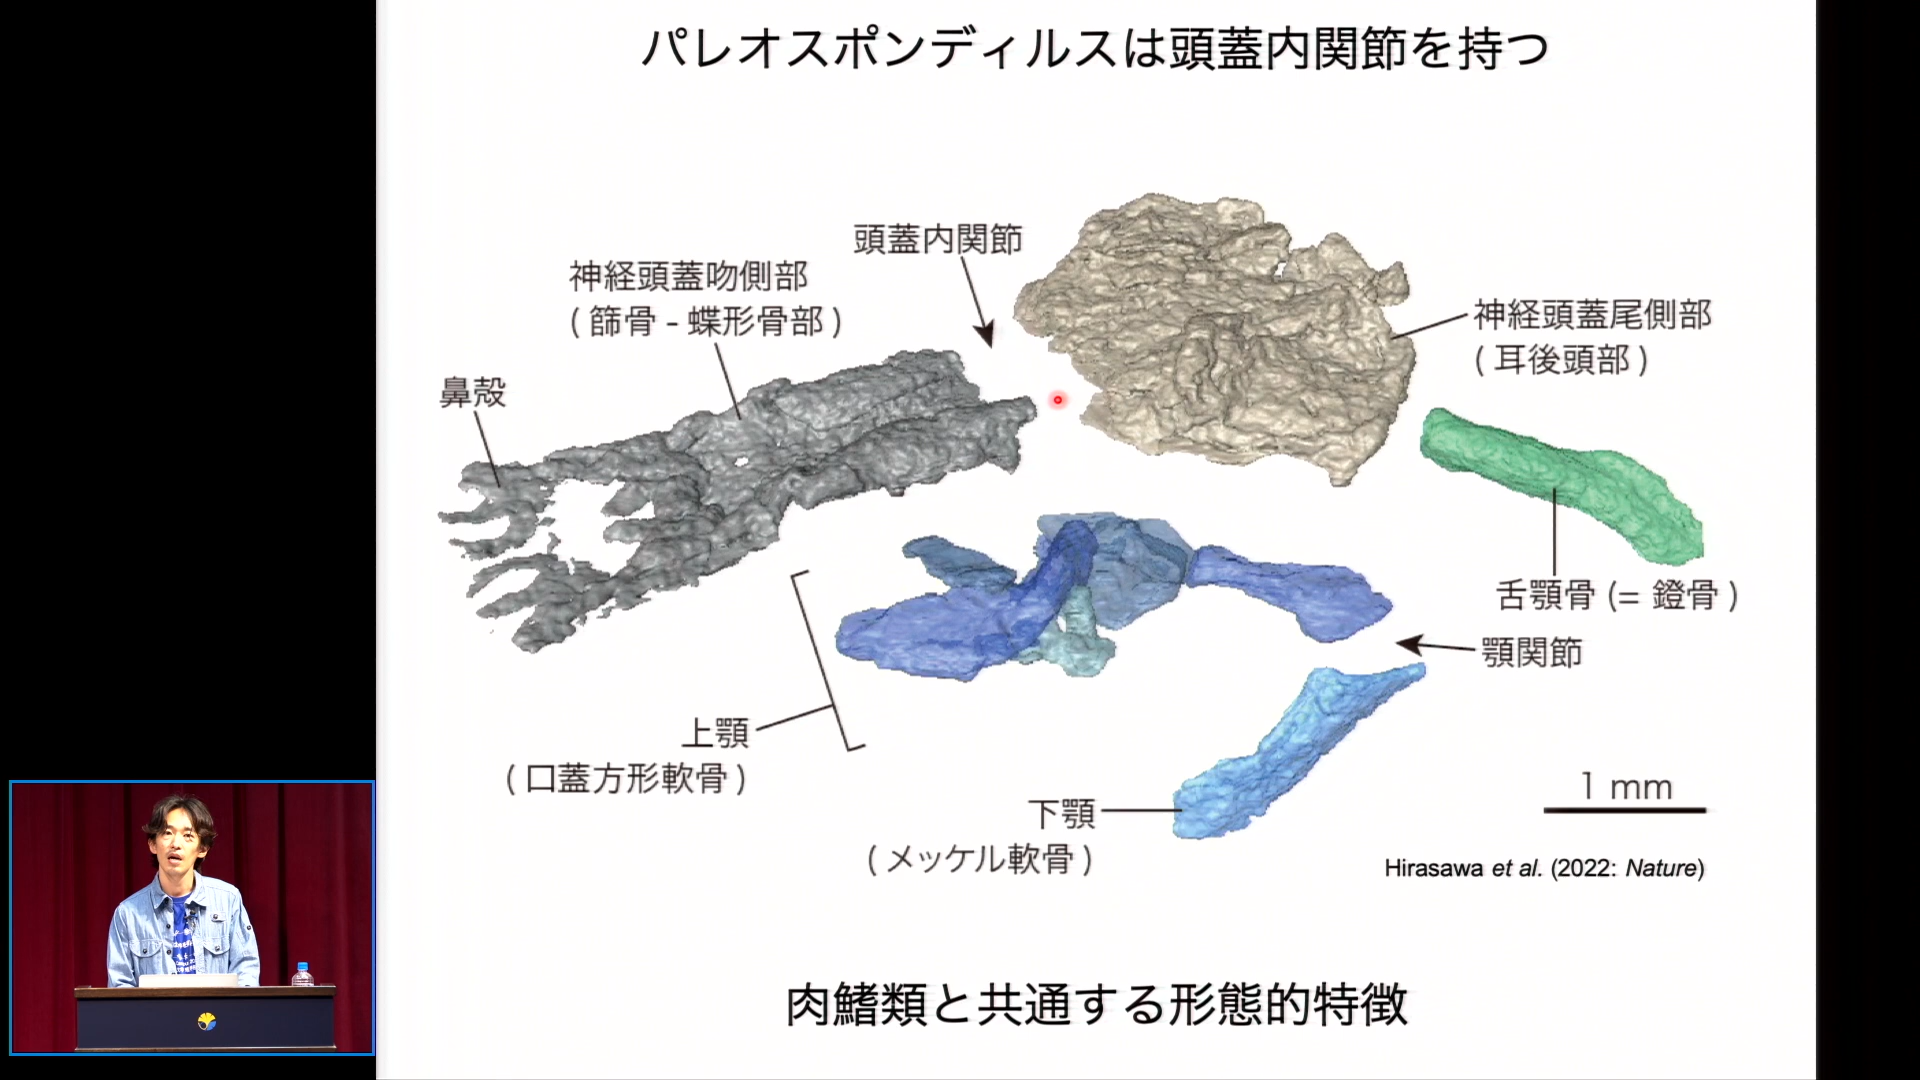 パレオスポンディルスは頭蓋内関節を持つ
頭蓋内関節
神経頭蓋吻側部
( 篩骨 - 蝶形骨部 )
鼻殻
神経頭蓋尾側部
( 耳後頭部 )
舌顎骨 (= 鐙骨 )
顎関節
上顎
( 口蓋方形軟骨 )
下顎
( メッケル軟骨 )
1 mm
Hirasawa et al. (2022: Nature)
肉鰭類と共通する形態的特徴